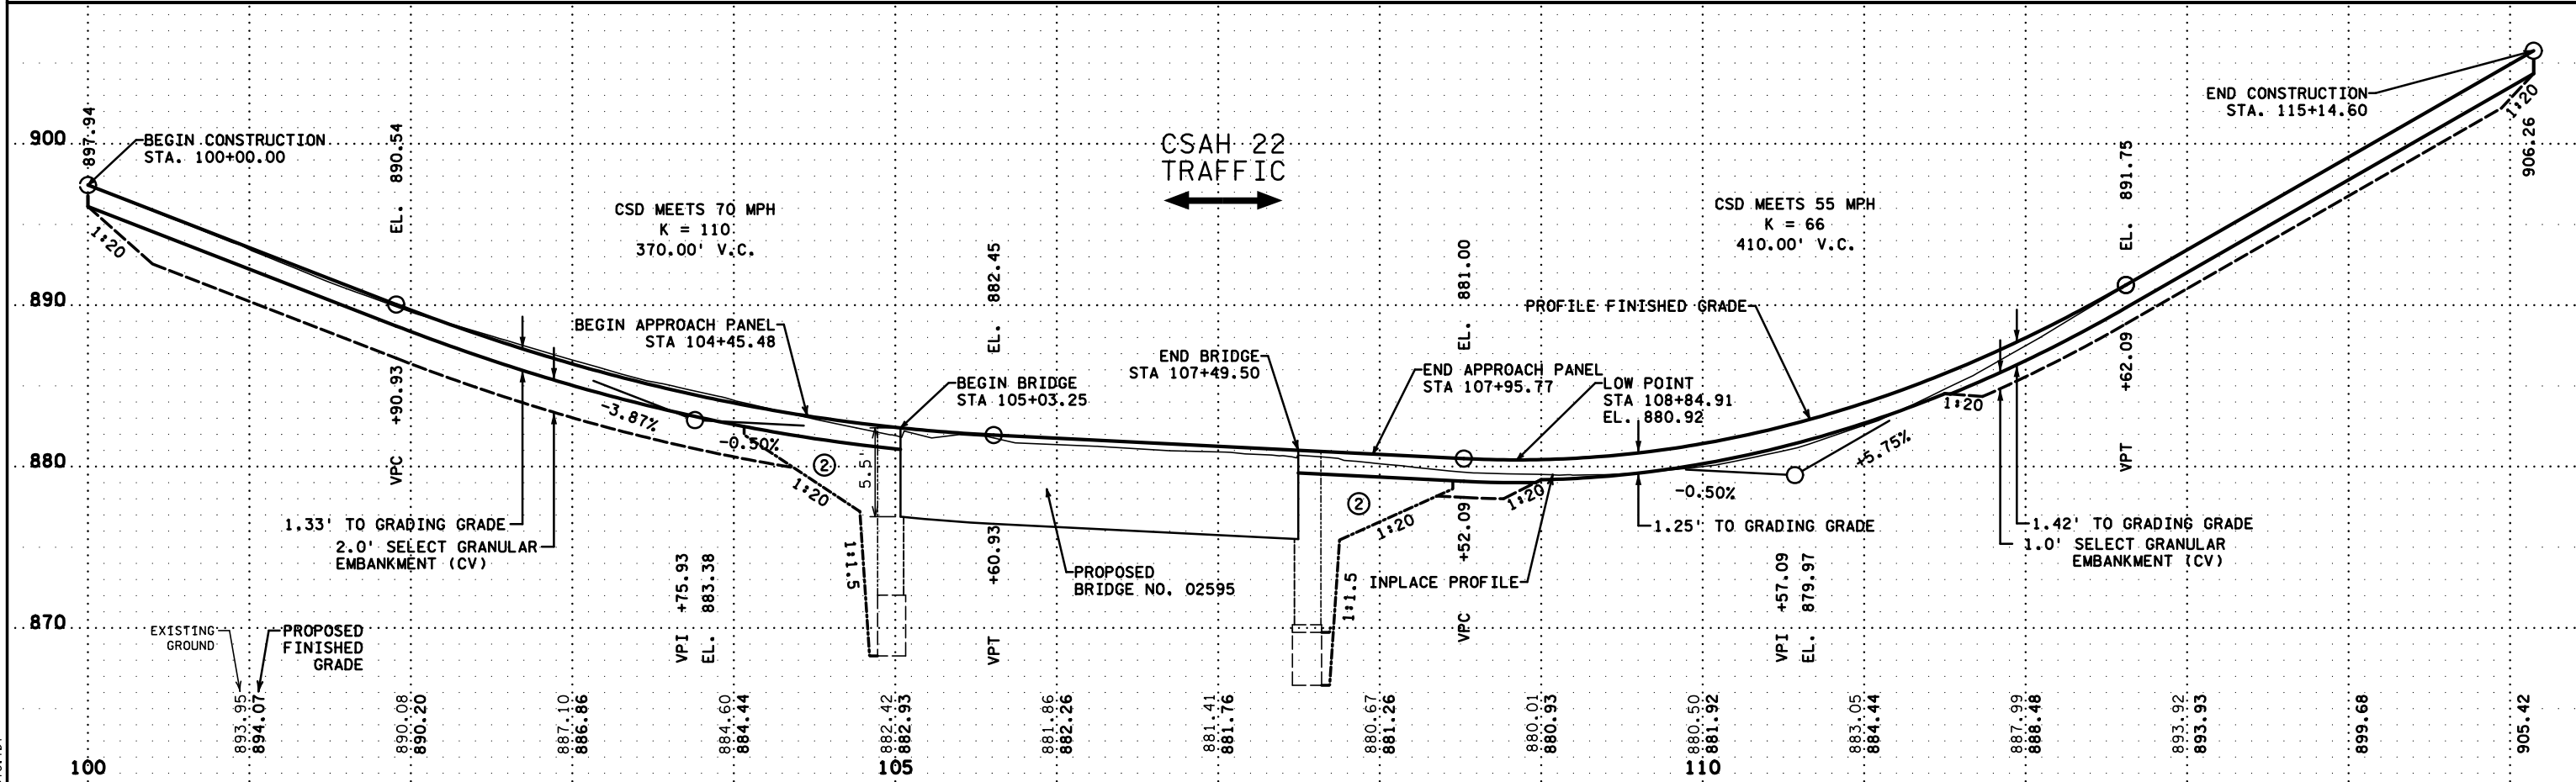 897.94
BEGIN CONSTRUCTION
STA. 100+00.00
EL. 890.54
CSD MEETS 70 MPH
K = 110
370.00' V.C.
CSAH 22
TRAFFIC
EL. 882.45
EL. 881.00
CSD MEETS 55 MPH
K = 66
410.00' V.C.
EL. 891.75
END CONSTRUCTION
STA. 115+14.60
1:20
906.26
900
890
880
870
1:20
VPC +90.93
BEGIN APPROACH PANEL
STA 104+45.48
-3.87%
-0.50%
BEGIN BRIDGE
STA 105+03.25
END BRIDGE
STA 107+49.50
END APPROACH PANEL
STA 107+95.77
LOW POINT
STA 108+84.91
EL. 880.92
PROFILE FINISHED GRADE
+5.75%
-0.50%
1:20
VPT +62.09
2
1:20
5.5'
1:1.5
1.33' TO GRADING GRADE
2.0' SELECT GRANULAR
EMBANKMENT (CV)
VPI +75.93
EL. 883.38
VPT +60.93
PROPOSED
BRIDGE NO. 02595
2
1:20
1:20
1:1.5
INPLACE PROFILE
VPC +52.09
1.25' TO GRADING GRADE
VPI +57.09
EL. 879.97
1.42' TO GRADING GRADE
1.0' SELECT GRANULAR
EMBANKMENT (CV)
EXISTING
GROUND
PROPOSED
FINISHED
GRADE
893.95
894.07
890.08
890.20
887.10
886.86
884.60
884.44
882.42
882.93
881.86
882.26
881.41
881.76
880.67
881.26
880.01
880.93
880.50
881.92
883.05
884.44
887.99
888.48
893.92
893.93
899.68
905.42
100
105
110